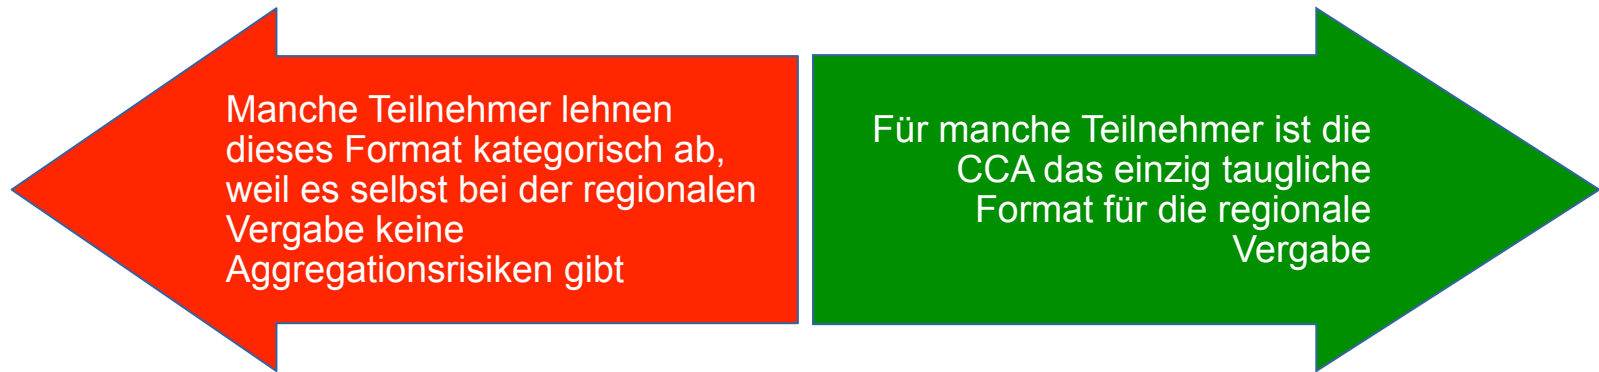 Manche Teilnehmer lehnen
dieses Format kategorisch ab,
weil es selbst bei der regionalen
Vergabe keine
Aggregationsrisiken gibt
Für manche Teilnehmer ist die
CCA das einzig taugliche
Format für die regionale
Vergabe